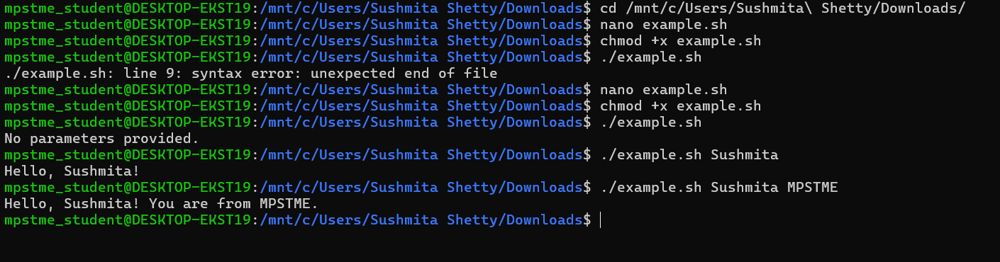 mpstme_student@DESKTOP-EKST19:/mnt/c/Users/Sushmita Shetty/Downloads$ cd /mnt/c/Users/Sushmita\ Shetty/Downloads/
mpstme_student@DESKTOP-EKST19:/mnt/c/Users/Sushmita Shetty/Downloads$ nano example.sh
mpstme_student@DESKTOP-EKST19:/mnt/c/Users/Sushmita Shetty/Downloads$ chmod +x example.sh
mpstme_student@DESKTOP-EKST19:/mnt/c/Users/Sushmita Shetty/Downloads$ ./example.sh
./example.sh: line 9: syntax error: unexpected end of file
mpstme_student@DESKTOP-EKST19:/mnt/c/Users/Sushmita Shetty/Downloads$ nano example.sh
mpstme_student@DESKTOP-EKST19:/mnt/c/Users/Sushmita Shetty/Downloads$ chmod +x example.sh
mpstme_student@DESKTOP-EKST19:/mnt/c/Users/Sushmita Shetty/Downloads$ ./example.sh
No parameters provided.
mpstme_student@DESKTOP-EKST19:/mnt/c/Users/Sushmita Shetty/Downloads$ ./example.sh Sushmita
Hello, Sushmita!
mpstme_student@DESKTOP-EKST19:/mnt/c/Users/Sushmita Shetty/Downloads$ ./example.sh Sushmita MPSTME
Hello, Sushmita! You are from MPSTME.
mpstme_student@DESKTOP-EKST19:/mnt/c/Users/Sushmita Shetty/Downloads$